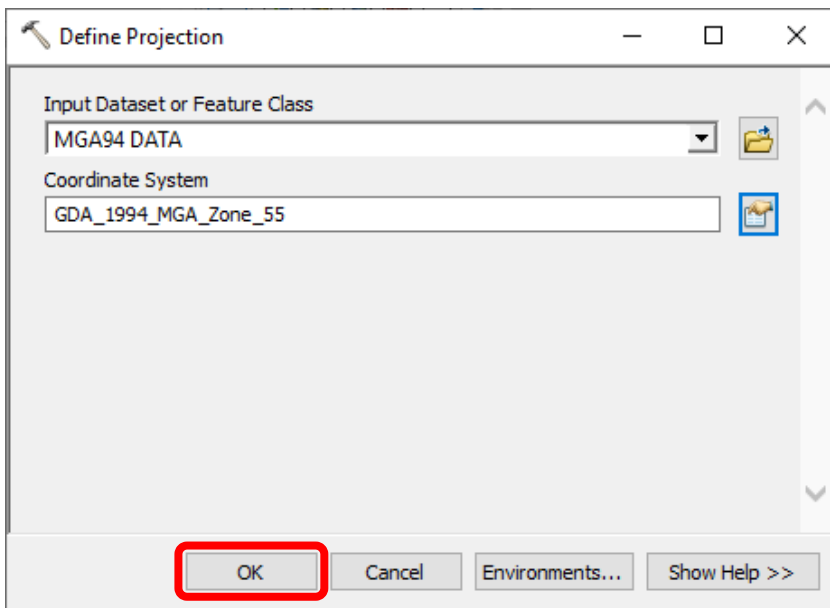 Define Projection
Input Dataset or Feature Class
MGA94 DATA
Coordinate System
GDA_1994_MGA_Zone_55
OK Cancel Environments... Show Help >>